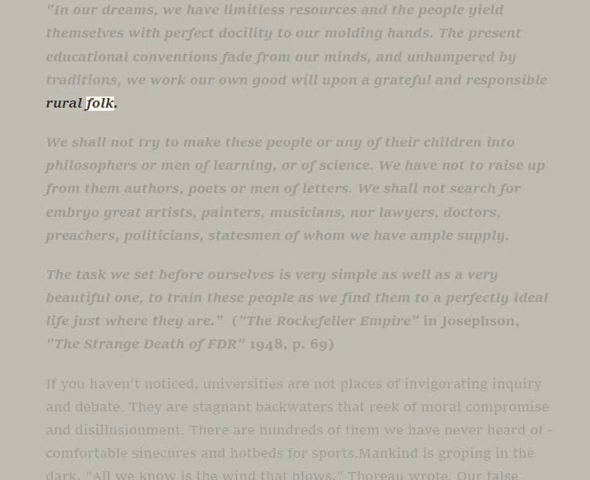 "In our dreams, we have limitless resources and the people yield
themselves with perfect docility to our molding hands. The present
educational conventions fade from our minds, and unhampered by
traditions, we work our own good will upon a grateful and responsible
rural folk.
We shall not try to make these people or any of their children into
philosophers or men of learning, or of science. We have not to raise up
from them authors, poets or men of letters. We shall not search for
embryo great artists, painters, musicians, nor lawyers, doctors,
preachers, politicians, statesmen of whom we have ample supply.
The task we set before ourselves is very simple as well as a very
beautiful one, to train these people as we find them to a perfectly ideal
life just where they are." ("The Rockefeller Empire" in Josephson,
"The Strange Death of FDR" 1948, p. 69)
If you haven't noticed, universities are not places of invigorating inquiry
and debate. They are stagnant backwaters that reek of moral compromise
and disillusionment. There are hundreds of them we have never heard of -
comfortable sinecures and hotbeds for sports.Mankind is groping in the
dark. "All we know is the wind that blows," Thoreau wrote. Our false